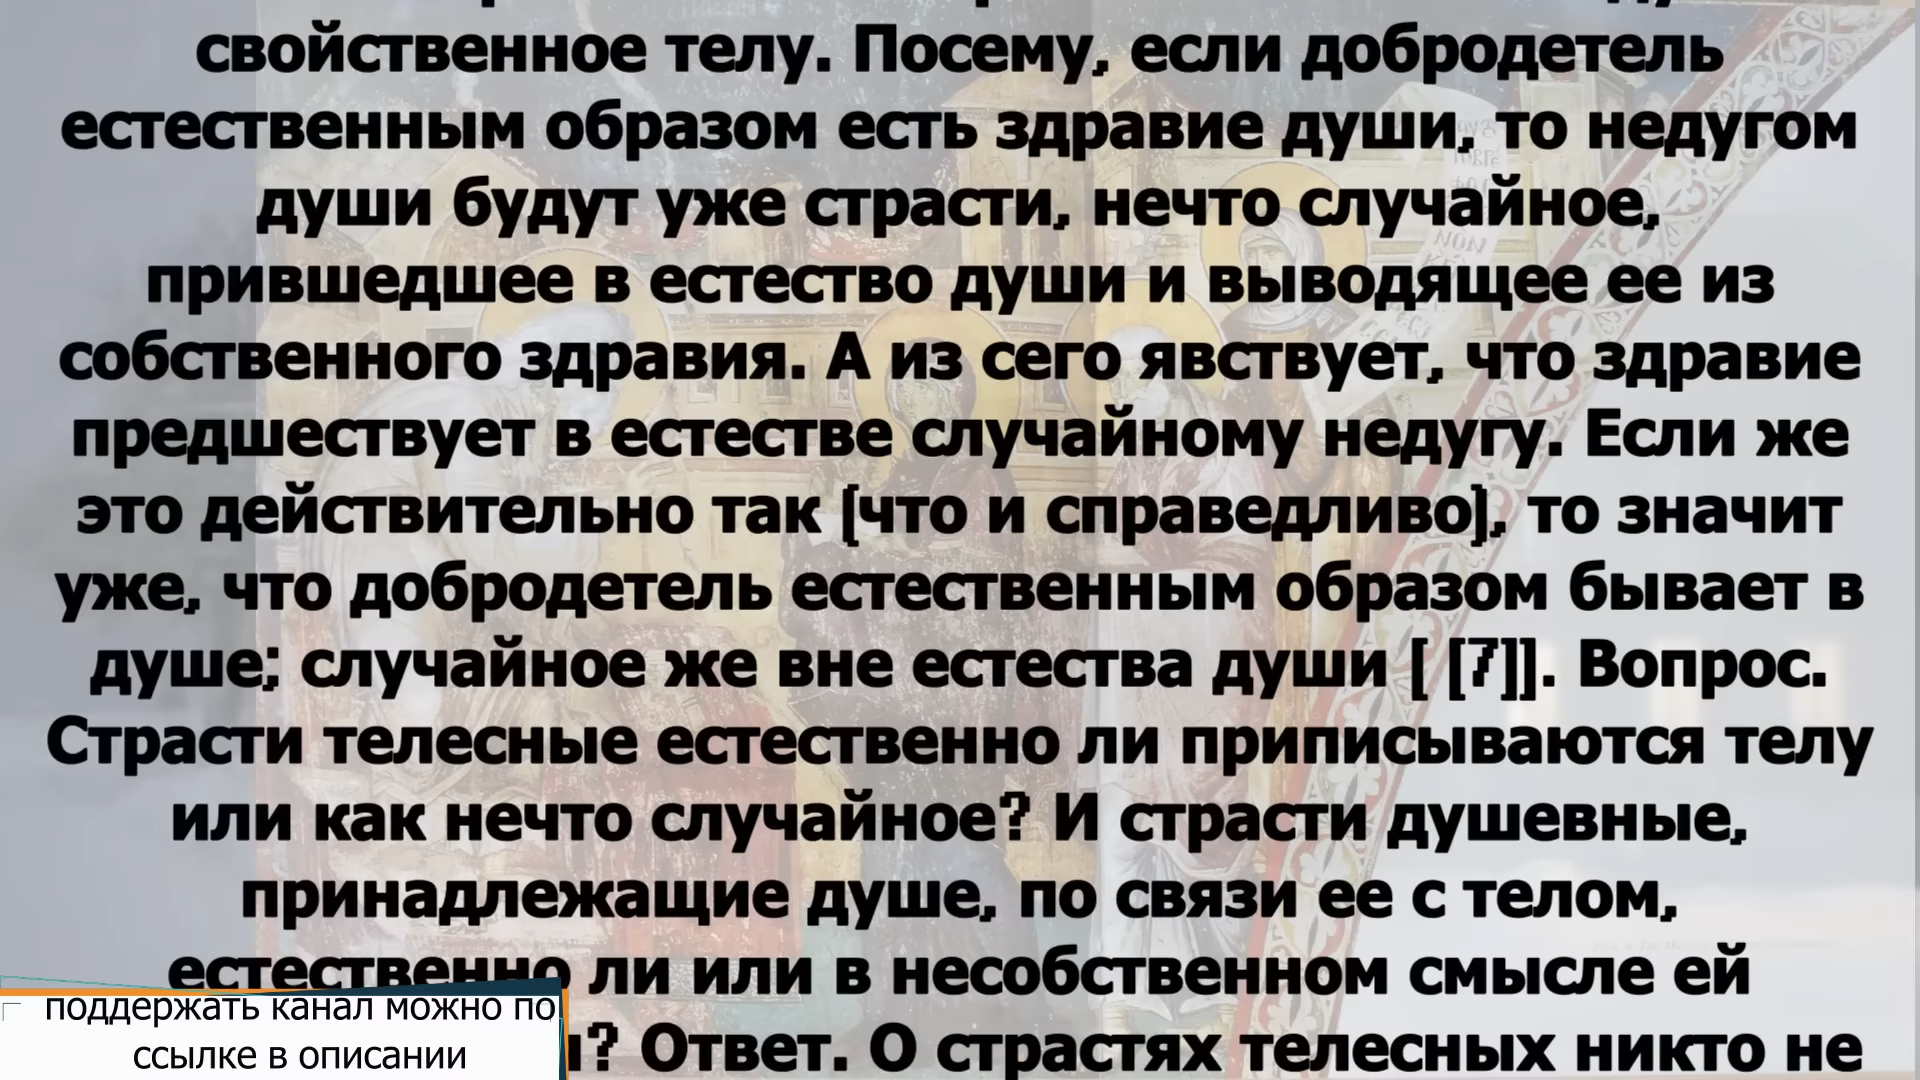 свойственное телу. Посему, если добродетель
естественным образом есть здравие души, то недугом
души будут уже страсти, нечто случайное,
прившедшее в естество души и выводящее ее из
собственного здравия. А из сего явствует, что здравие
предшествует в естестве случайному недугу. Если же
это действительно так (что и справедливо), то значит
уже, что добродетель естественным образом бывает в
душе; случайное же вне естества души [ [7]]. Вопрос.
Страсти телесные естественно ли приписываются телу
или как нечто случайное? И страсти душевные,
принадлежащие душе, по связи ее с телом,
естественно ли или в несобственном смысле ей
? Ответ. О страстях телесных никто не
поддержать канал можно по
ссылке в описании